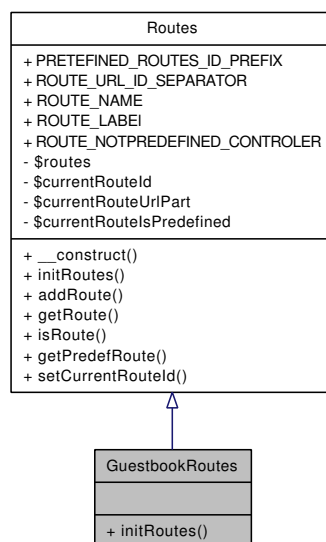 Routes
+ PRETEFINED_ROUTES_ID_PREFIX
+ ROUTE_URL_ID_SEPARATOR
+ ROUTE_NAME
+ ROUTE_LABEl
+ ROUTE_NOTPREDEFINED_CONTROLER
- $routes
- $currentRouteId
- $currentRouteUrlPart
- $currentRouteIsPredefined
+ __construct()
+ initRoutes()
+ addRoute()
+ getRoute()
+ isRoute()
+ getPredefRoute()
+ setCurrentRouteId()
GuestbookRoutes
+ initRoutes()